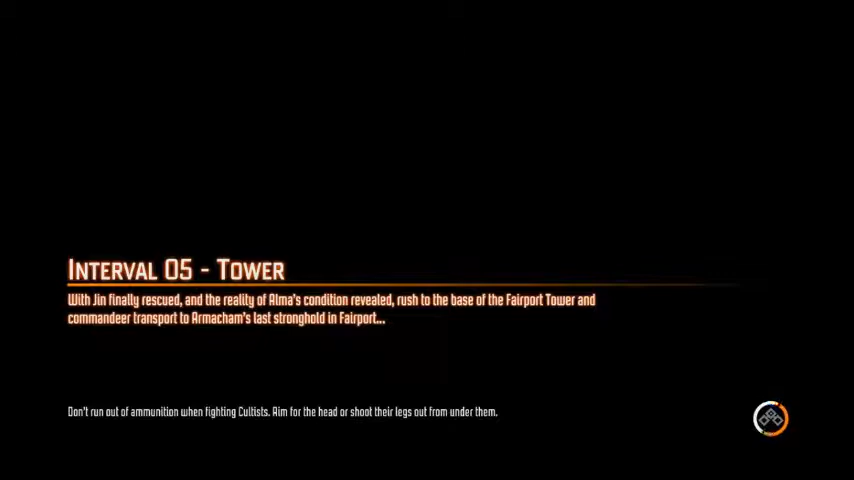 Interval 05 - Tower
With Jin finally rescued, and the reality of Alma's condition revealed, rush to the base of the Fairport Tower and
commandeer transport to Armacham's last stronghold in Fairport...
Don't run out of ammunition when fighting Cultists. Aim for the head or shoot their legs out from under them.